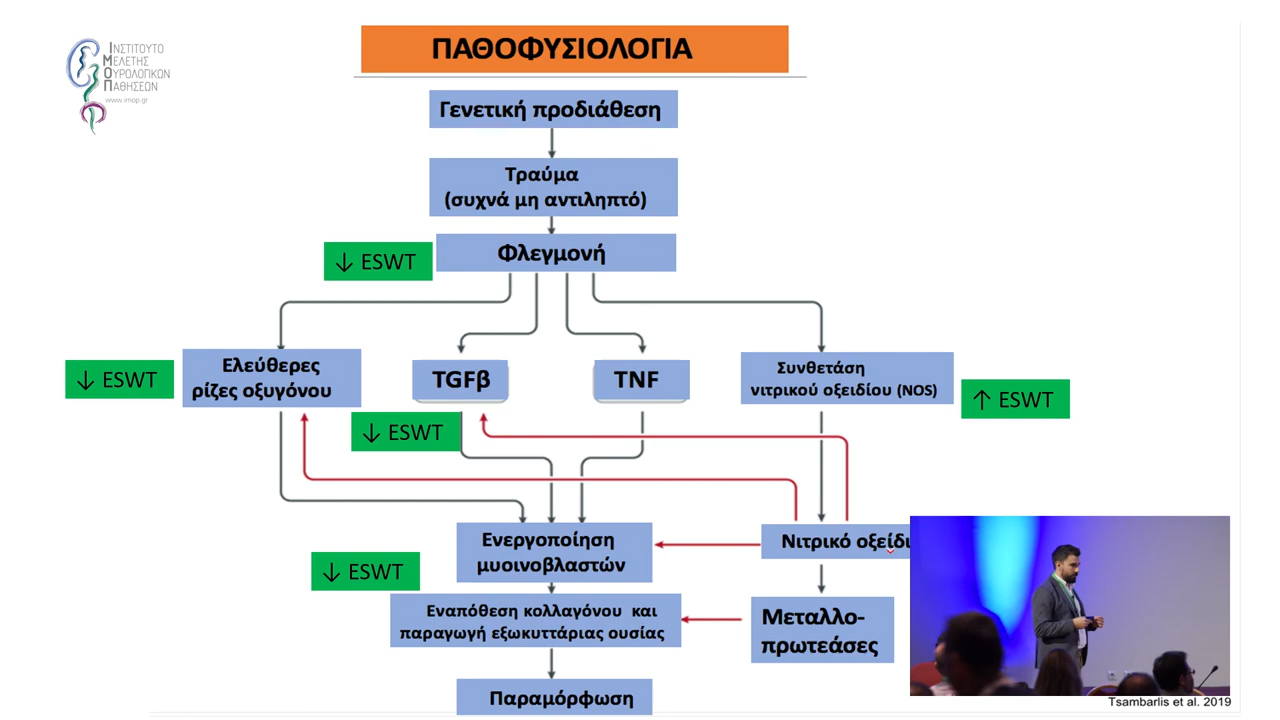 ΙΝΣΤΙΤΟΥΤΟ
ΜΕΛΕΤΗΣ
ΟΥΡΟΛΟΓΙΚΩΝ
ΠΑΘΗΣΕΩΝ
www.imop.gr
ΠΑΘΟΦΥΣΙΟΛΟΓΙΑ
Γενετική προδιάθεση
Τραύμα
(συχνά μη αντιληπτό)
Φλεγμονή
↓ ESWT
Ελεύθερες
ρίζες οξυγόνου
↓ ESWT
TGFβ
↓ ESWT
TNF
Συνθετάση
νιτρικού οξειδίου (NOS)
↑ ESWT
Ενεργοποίηση
μυοινοβλαστών
Νιτρικό οξείδι
↓ ESWT
Εναπόθεση κολλαγόνου και
παραγωγή εξωκυττάριας ουσίας
Μεταλλο-
πρωτεάσες
Παραμόρφωση
Tsambarlis et al. 2019